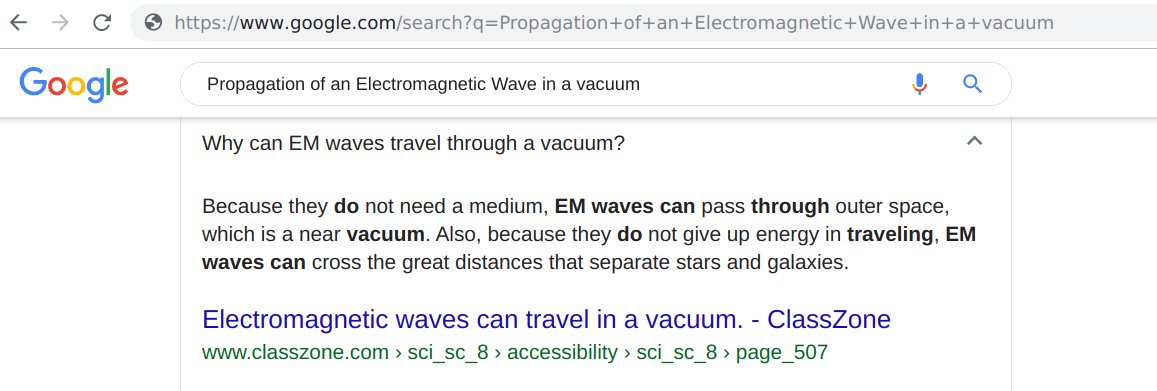 https://www.google.com/search?q=Propagation+of+an+Electromagnetic+Wave+in+a+vacuum
Google
Propagation of an Electromagnetic Wave in a vacuum
Why can EM waves travel through a vacuum?
Because they do not need a medium, EM waves can pass through outer space,
which is a near vacuum. Also, because they do not give up energy in traveling, EM
waves can cross the great distances that separate stars and galaxies.
Electromagnetic waves can travel in a vacuum. - ClassZone
www.classzone.com › sci_sc_8 › accessibility › sci_sc_8 › page_507